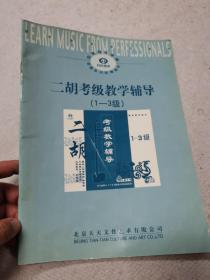 LEARN MUSIC FROM PERFESSIONALS
二胡考级教学辅导
(1—3级)
二胡
考级教学辅导
1-3级
北京天天文化艺术有限公司
BEIJING TIAN TIAN CULTURE AND ART CO.,LTD